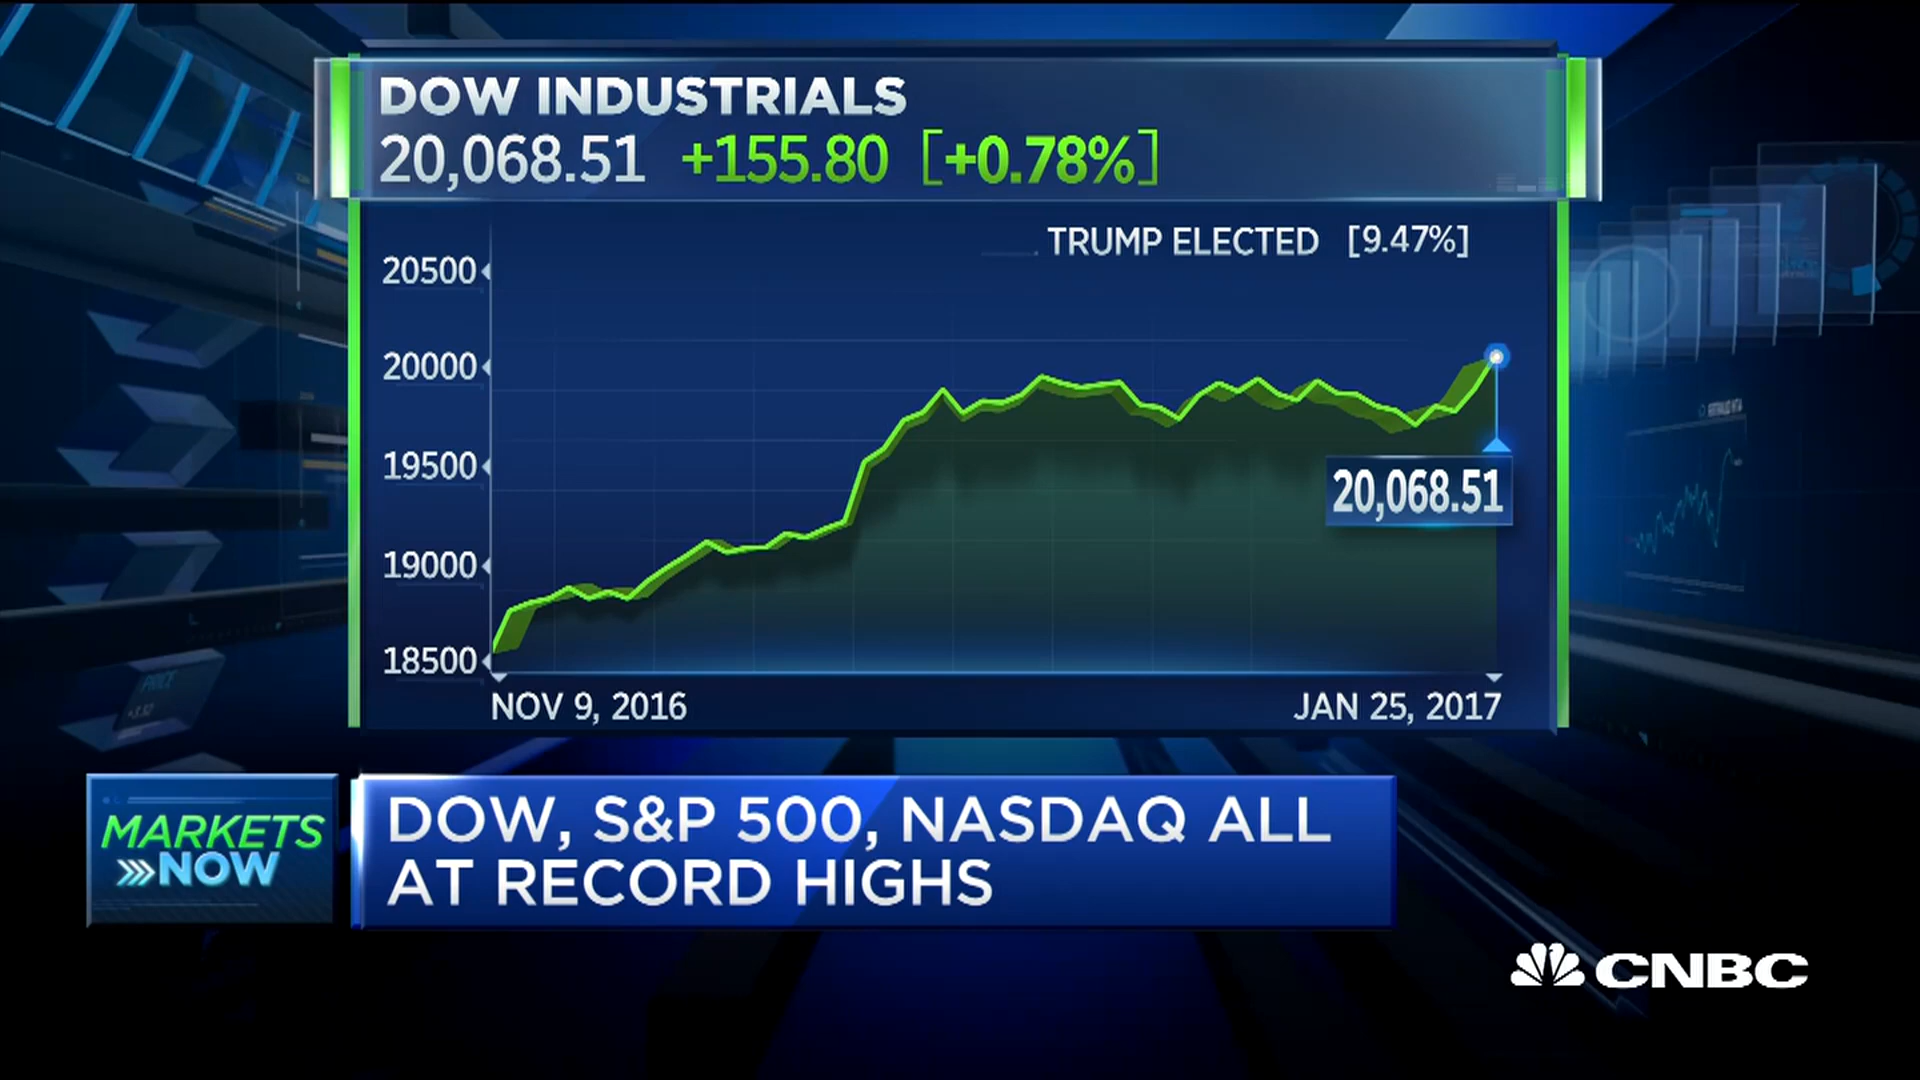 DOW INDUSTRIALS
20,068.51 +155.80 [+0.78%]
TRUMP ELECTED [9.47%]
20500
20000
19500
19000
18500
20,068.51
NOV 9, 2016 JAN 25, 2017
MARKETS
NOW
DOW, S&P 500, NASDAQ ALL
AT RECORD HIGHS
CNBC
PRICE